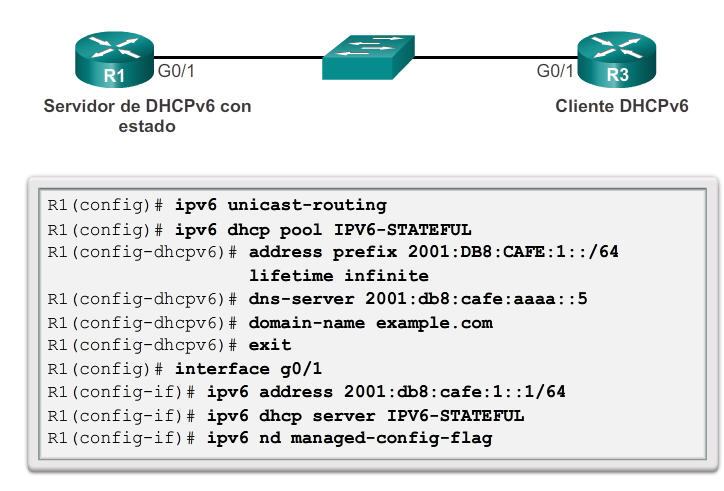 R1
G0/1
G0/1
R3
Servidor de DHCPv6 con
estado
Cliente DHCPv6
R1(config)# ipv6 unicast-routing
R1(config)# ipv6 dhcp pool IPV6-STATEFUL
R1(config-dhcpv6)# address prefix 2001:DB8:CAFE:1::/64
lifetime infinite
R1(config-dhcpv6)# dns-server 2001:db8:cafe:aaaa::5
R1(config-dhcpv6)# domain-name example.com
R1(config-dhcpv6)# exit
R1(config)# interface g0/1
R1(config-if)# ipv6 address 2001:db8:cafe:1::1/64
R1(config-if)# ipv6 dhcp server IPV6-STATEFUL
R1(config-if)# ipv6 nd managed-config-flag